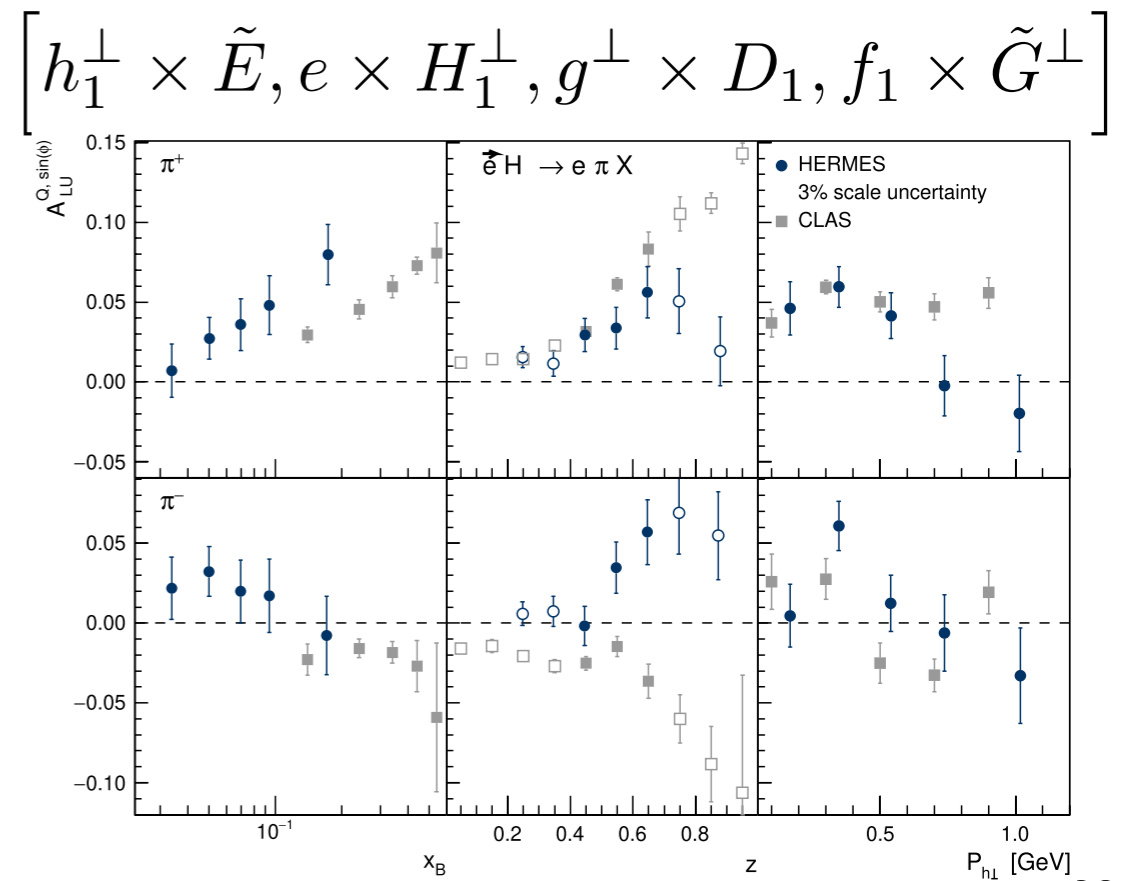 [h₁^⊥ × Ẽ, e × H₁^⊥, g^⊥ × D₁, f₁ × G̃^⊥]
A_LU^{Q, sin(ϕ)}
0.15
0.10
0.05
0.00
−0.05
π⁺
e⃗ H → e π X
HERMES
3% scale uncertainty
CLAS
0.05
0.00
−0.05
−0.10
π⁻
10⁻¹
0.2 0.4 0.6 0.8
0.5 1.0
x_B
z
P_h⊥ [GeV]